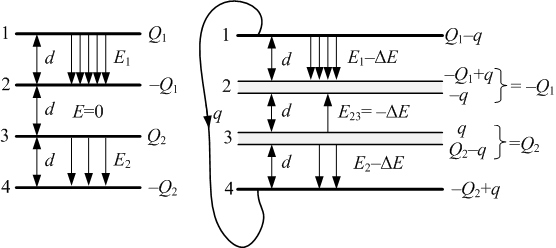 1 Q₁ 
d E₁
2 –Q₁
d E=0
3 Q₂
d E₂
4 –Q₂
1 Q₁–q
d E₁–ΔE
2 –Q₁+q
–q
= –Q₁
q
d E₂₃= –ΔE
3 q
Q₂–q
=Q₂
d E₂–ΔE
4 –Q₂+q